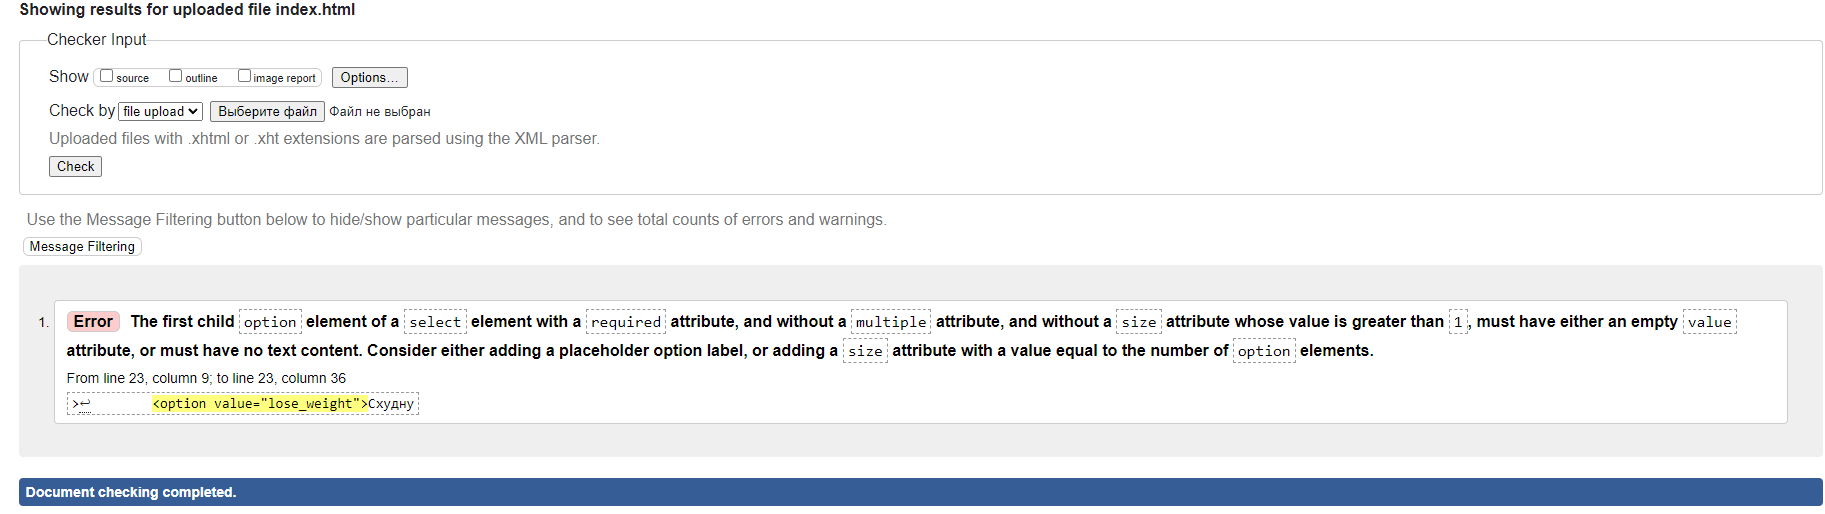 Showing results for uploaded file index.html
Checker Input
Show source outline image report Options...
Check by file upload Выберите файл Файл не выбран
Uploaded files with .xhtml or .xht extensions are parsed using the XML parser.
Check
Use the Message Filtering button below to hide/show particular messages, and to see total counts of errors and warnings.
Message Filtering
1. Error The first child option element of a select element with a required attribute, and without a multiple attribute, and without a size attribute whose value is greater than 1, must have either an empty value
attribute, or must have no text content. Consider either adding a placeholder option label, or adding a size attribute with a value equal to the number of option elements.
From line 23, column 9; to line 23, column 36
>↩ <option value="lose_weight">Схудну
Document checking completed.